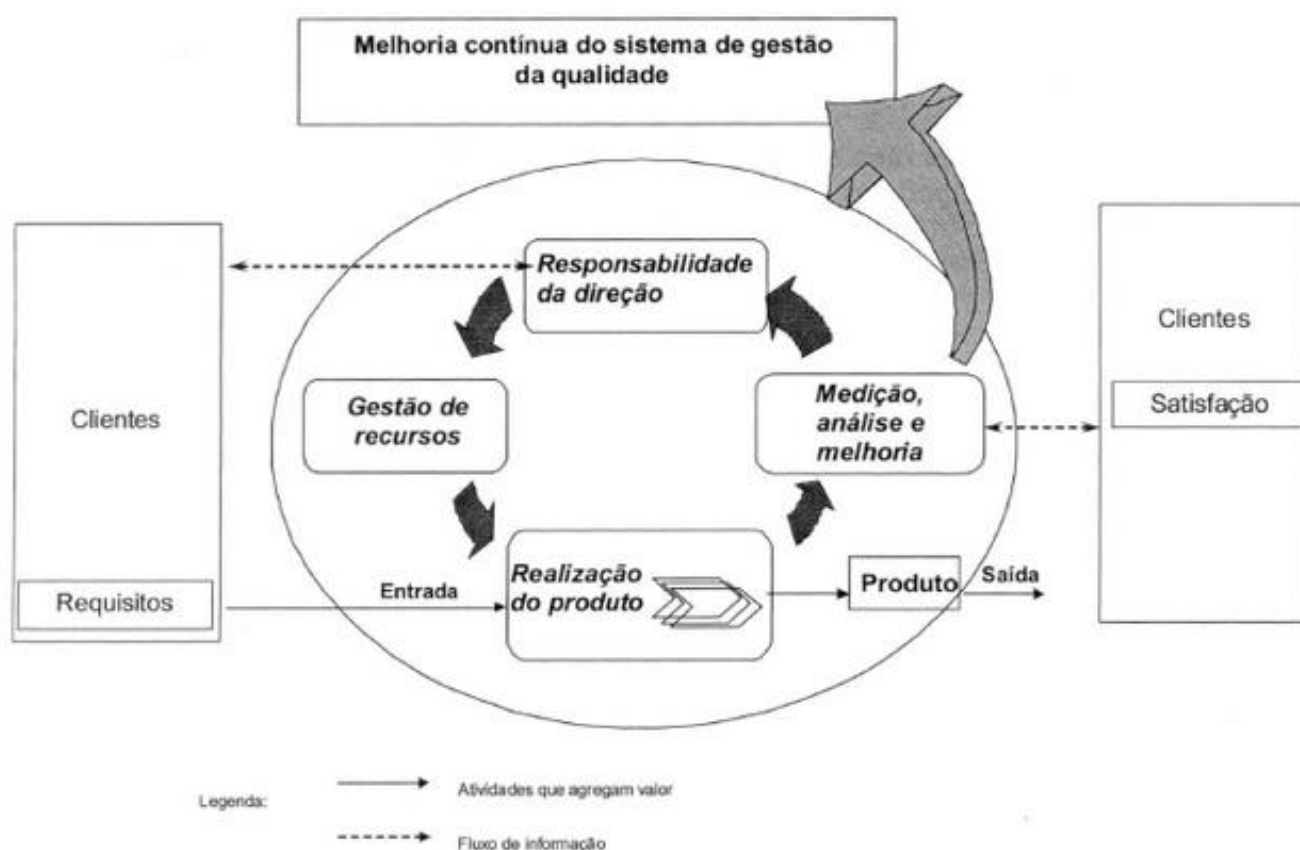 Melhoria contínua do sistema de gestão
da qualidade
Responsabilidade
da direção
Clientes
Requisitos
Gestão de
recursos
Medição,
análise e
melhoria
Clientes
Satisfação
Entrada
Realização
do produto
Produto
Saída
Legenda:
Atividades que agregam valor
Fluxo de informação